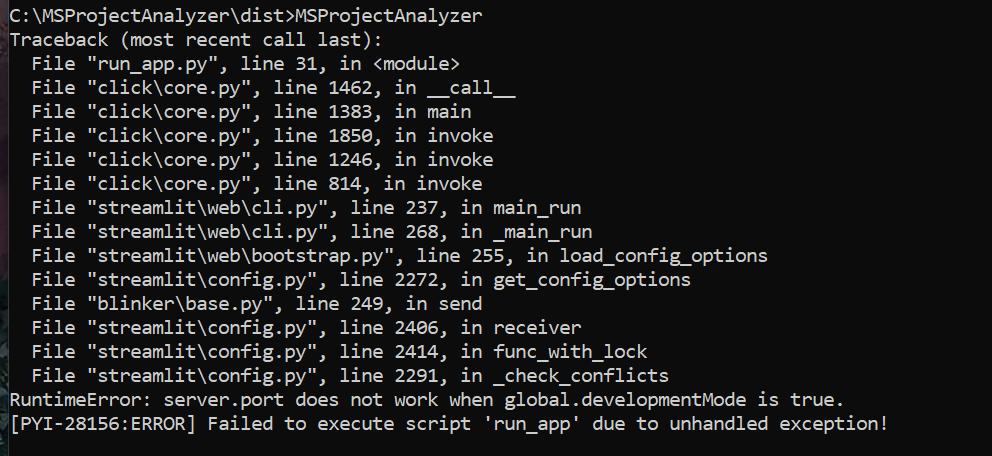 C:\MSProjectAnalyzer\dist>MSProjectAnalyzer
Traceback (most recent call last):
  File "run_app.py", line 31, in <module>
  File "click\core.py", line 1462, in __call__
  File "click\core.py", line 1383, in main
  File "click\core.py", line 1850, in invoke
  File "click\core.py", line 1246, in invoke
  File "click\core.py", line 814, in invoke
  File "streamlit\web\cli.py", line 237, in main_run
  File "streamlit\web\cli.py", line 268, in _main_run
  File "streamlit\web\bootstrap.py", line 255, in load_config_options
  File "streamlit\config.py", line 2272, in get_config_options
  File "blinker\base.py", line 249, in send
  File "streamlit\config.py", line 2406, in receiver
  File "streamlit\config.py", line 2414, in func_with_lock
  File "streamlit\config.py", line 2291, in _check_conflicts
RuntimeError: server.port does not work when global.developmentMode is true.
[PYI-28156:ERROR] Failed to execute script 'run_app' due to unhandled exception!